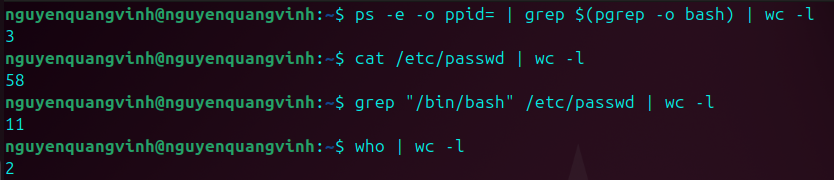 nguyenquangvinh@nguyenquangvinh:~$ ps -e -o ppid= | grep $(pgrep -o bash) | wc -l
3
nguyenquangvinh@nguyenquangvinh:~$ cat /etc/passwd | wc -l
58
nguyenquangvinh@nguyenquangvinh:~$ grep "/bin/bash" /etc/passwd | wc -l
11
nguyenquangvinh@nguyenquangvinh:~$ who | wc -l
2